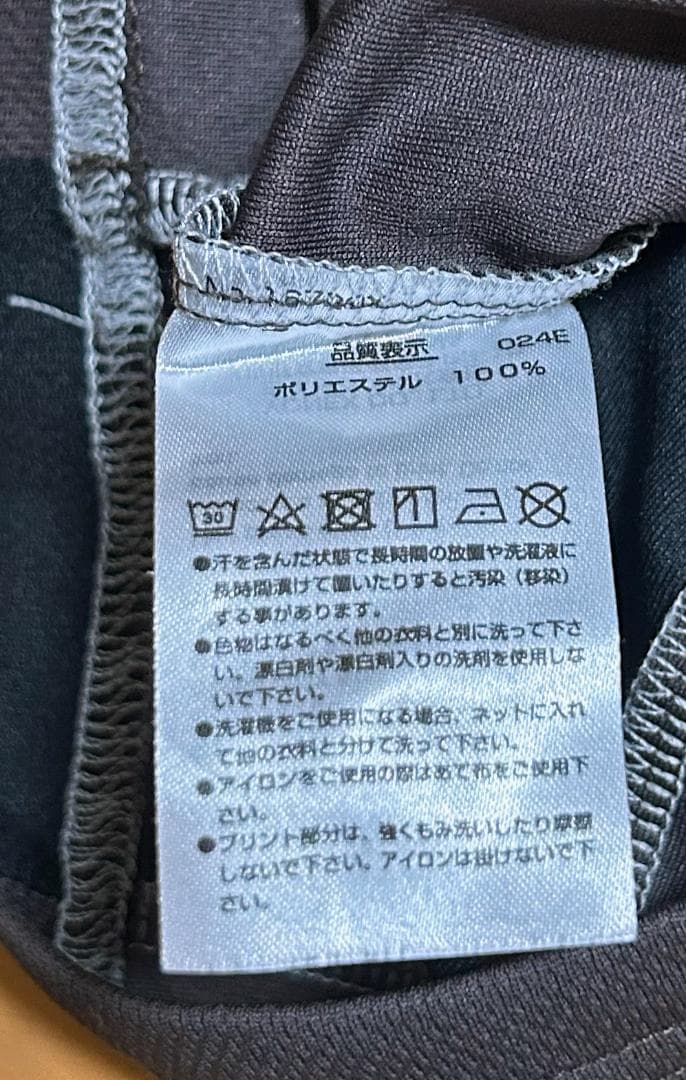 品質表示 024E
ポリエステル 100%
30
●汗を含んだ状態で長時間の放置や洗濯液に
長時間漬けて置いたりすると汚染（移染）
する事があります。
●色物はなるべく他の衣料と別に洗って下さ
い。漂白剤や漂白剤入りの洗剤を使用しな
いで下さい。
●洗濯機をご使用になる場合、ネットに入れ
て他の衣料と分けて洗って下さい。
●アイロンをご使用の際はあて布をご使用下
さい。
●プリント部分は、強くもみ洗いしたり摩擦
しないで下さい。アイロンは掛けないで下
さい。